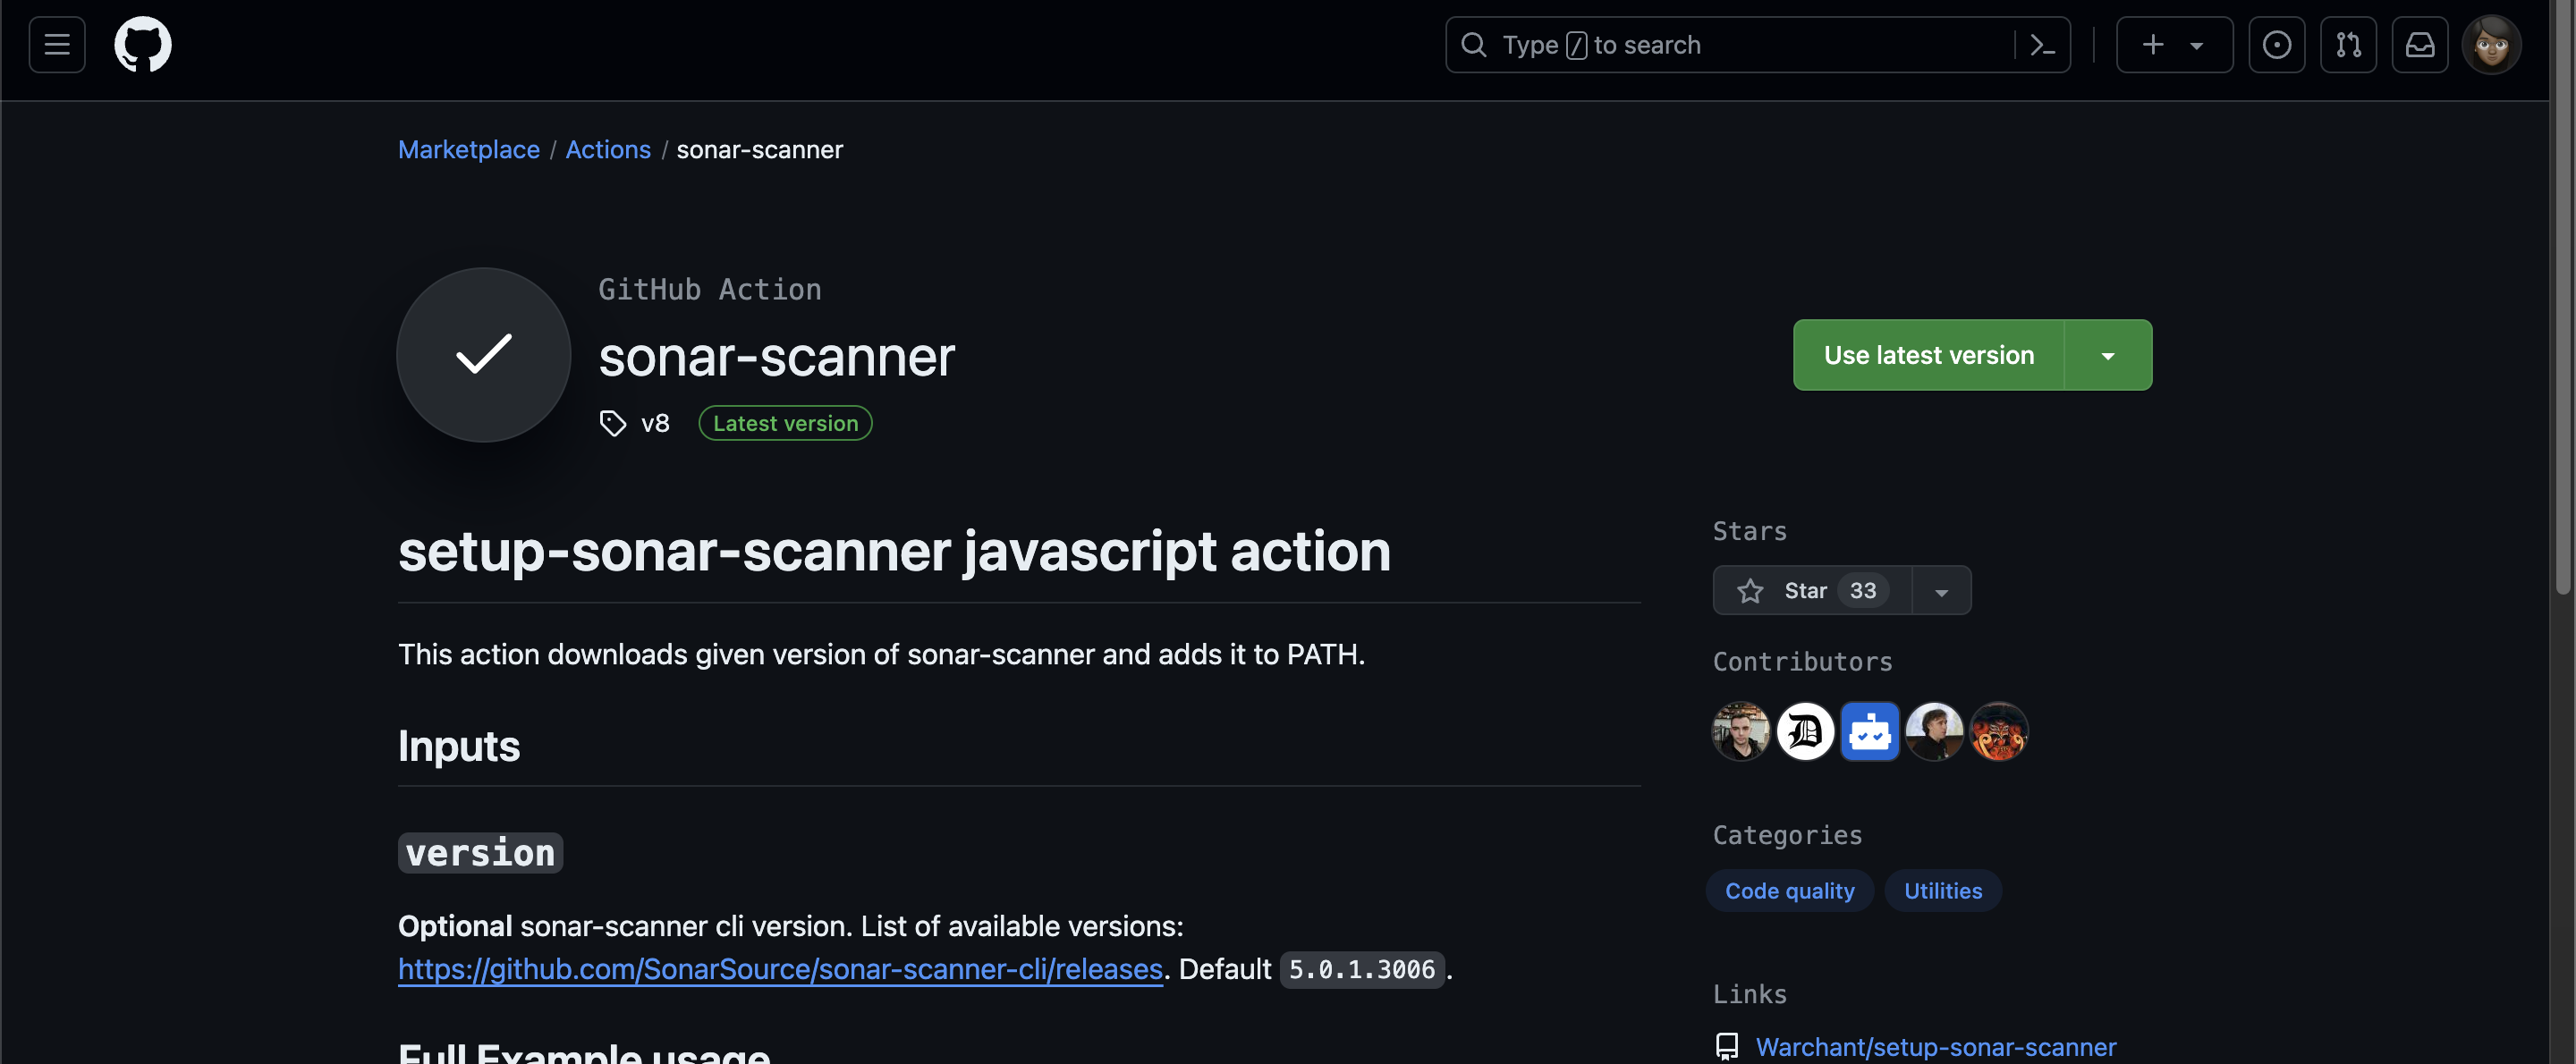 Type / to search
Marketplace / Actions / sonar-scanner
GitHub Action
sonar-scanner
v8 Latest version
Use latest version
setup-sonar-scanner javascript action
This action downloads given version of sonar-scanner and adds it to PATH.
Inputs
version
Optional sonar-scanner cli version. List of available versions:
https://github.com/SonarSource/sonar-scanner-cli/releases. Default 5.0.1.3006.
Full Example usage
Stars
Star 33
Contributors
Categories
Code quality Utilities
Links
Warchant/setup-sonar-scanner